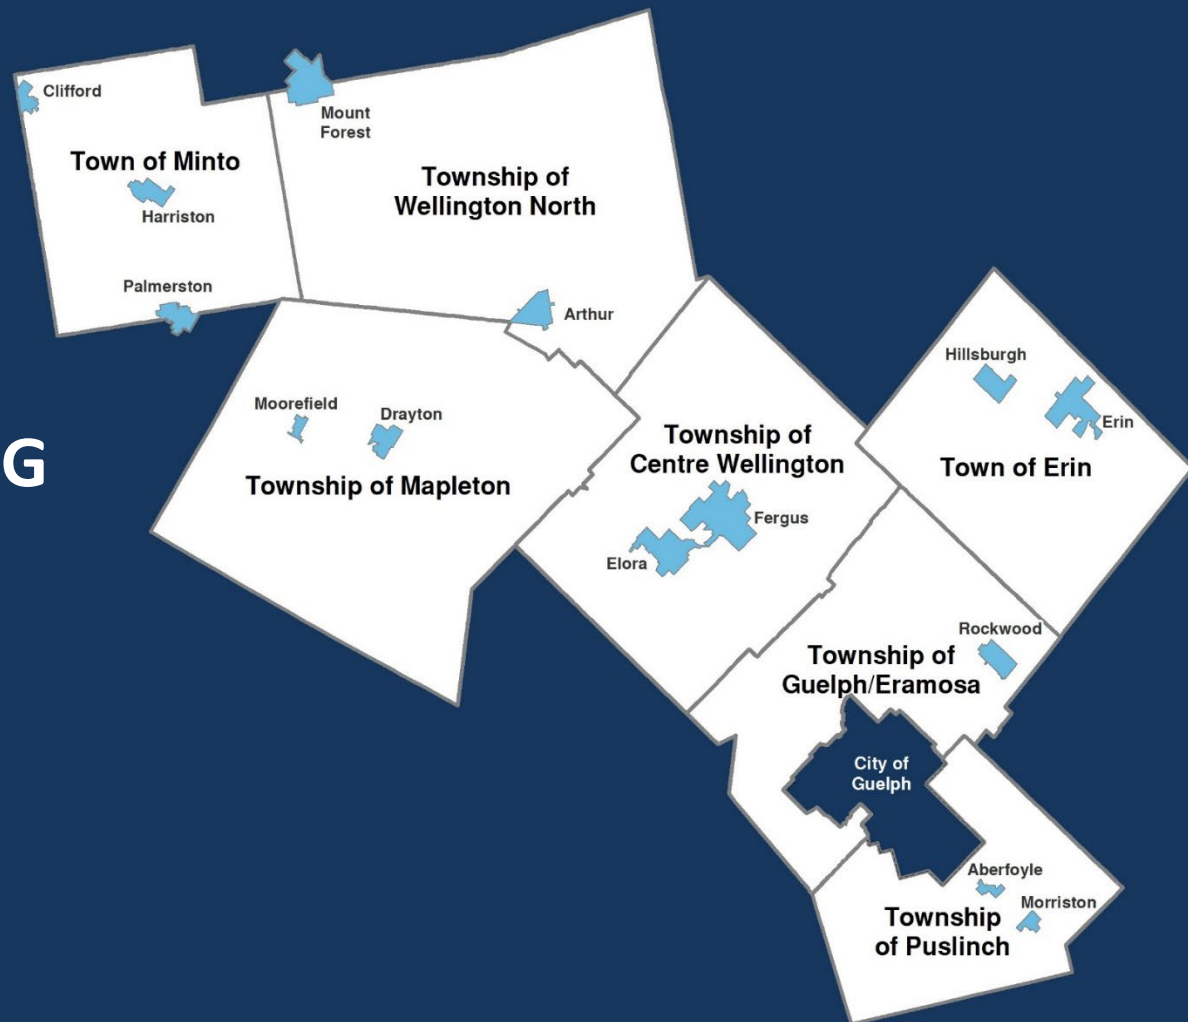 Clifford
Mount
Forest
Town of Minto
Township of
Wellington North
Harriston
Palmerston
Arthur
Hillsburgh
Erin
Moorefield
Drayton
Township of
Centre Wellington
Town of Erin
G
Township of Mapleton
Fergus
Elora
Rockwood
Township of
Guelph/Eramosa
City of
Guelph
Aberfoyle
Morriston
Township
of Puslinch